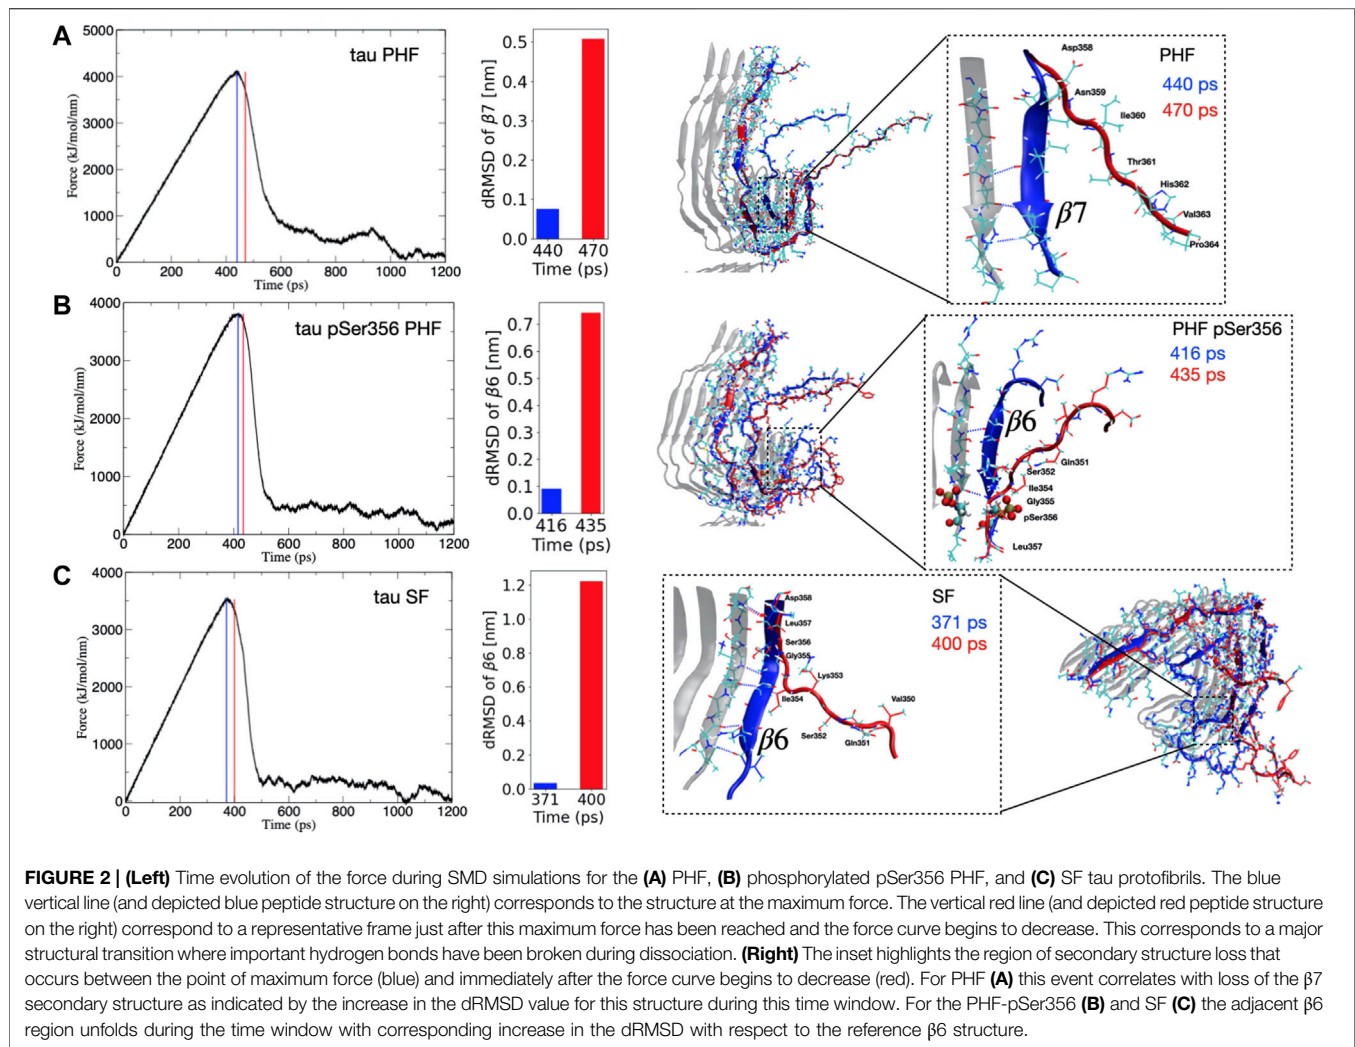 A
tau PHF
5000
4000
3000
2000
1000
0
Force (kJ/mol/nm)
0 200 400 600 800 1000 1200
Time (ps)
dRMSD of β7 [nm]
0.5
0.4
0.3
0.2
0.1
0.0
440 470
Time (ps)
PHF
440 ps
470 ps
Asp358
Asn359
Ile360
Thr361
His362
Val363
Pro364
β7
B
tau pSer356 PHF
4000
3000
2000
1000
0
Force (kJ/mol/nm)
0 200 400 600 800 1000 1200
Time (ps)
dRMSD of β6 [nm]
0.7
0.6
0.5
0.4
0.3
0.2
0.1
0.0
416 435
Time (ps)
PHF pSer356
416 ps
435 ps
β6
Gln351
Ser352
Ile354
Gly355
pSer356
Leu357
C
tau SF
4000
3000
2000
1000
0
Force (kJ/mol/nm)
0 200 400 600 800 1000 1200
Time (ps)
dRMSD of β6 [nm]
1.2
1.0
0.8
0.6
0.4
0.2
0.0
371 400
Time (ps)
SF
371 ps
400 ps
Asp358
Leu357
Ser356
Gly355
Lys353
Ile354
Val350
Ser352
Gln351
β6
FIGURE 2 | (Left) Time evolution of the force during SMD simulations for the (A) PHF, (B) phosphorylated pSer356 PHF, and (C) SF tau protofibrils. The blue
vertical line (and depicted blue peptide structure on the right) corresponds to the structure at the maximum force. The vertical red line (and depicted red peptide structure
on the right) correspond to a representative frame just after this maximum force has been reached and the force curve begins to decrease. This corresponds to a major
structural transition where important hydrogen bonds have been broken during dissociation. (Right) The inset highlights the region of secondary structure loss that
occurs between the point of maximum force (blue) and immediately after the force curve begins to decrease (red). For PHF (A) this event correlates with loss of the β7
secondary structure as indicated by the increase in the dRMSD value for this structure during this time window. For the PHF-pSer356 (B) and SF (C) the adjacent β6
region unfolds during the time window with corresponding increase in the dRMSD with respect to the reference β6 structure.